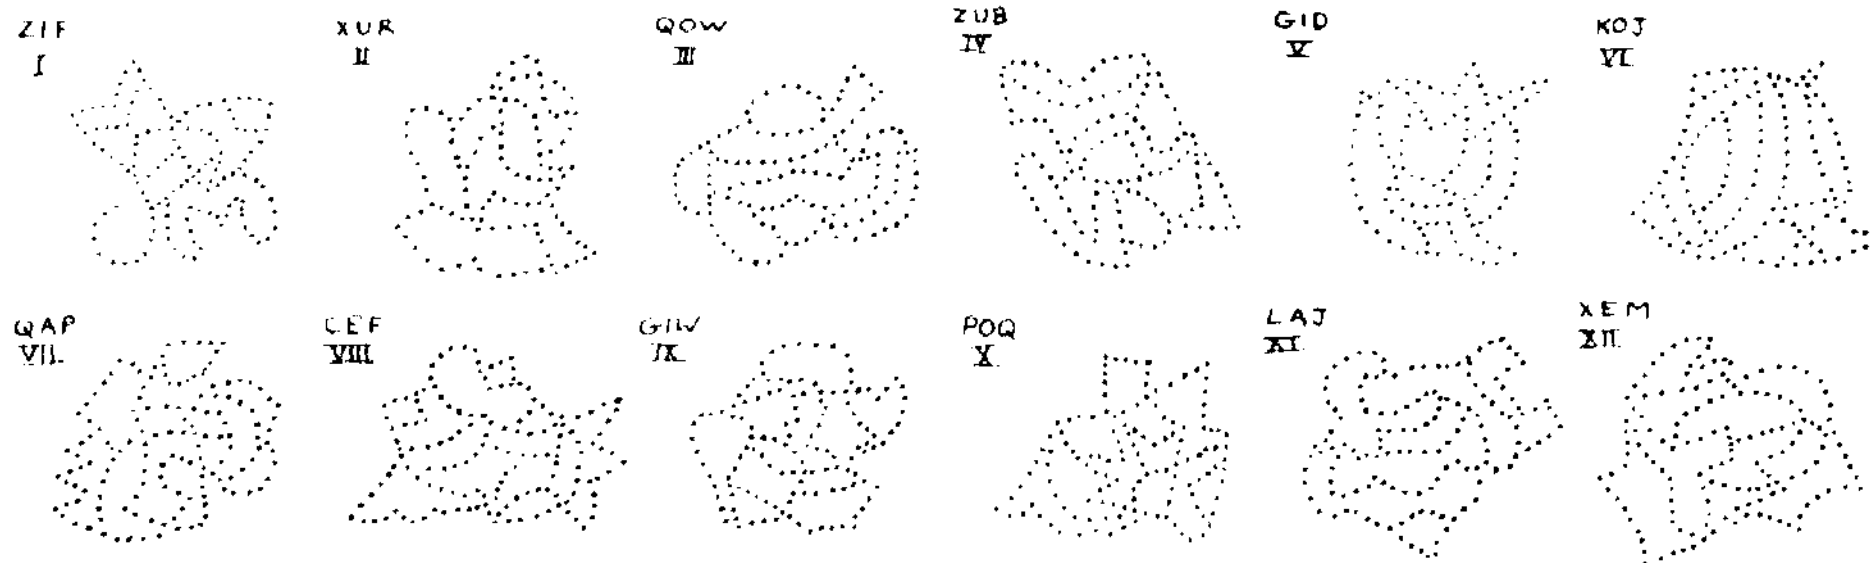 ZIF
I
XUR
II
QOW
III
ZUB
IV
GID
V
KOJ
VI
QAP
VII
CEF
VIII
GIW
IX
POQ
X
LAJ
XI
XEM
XII